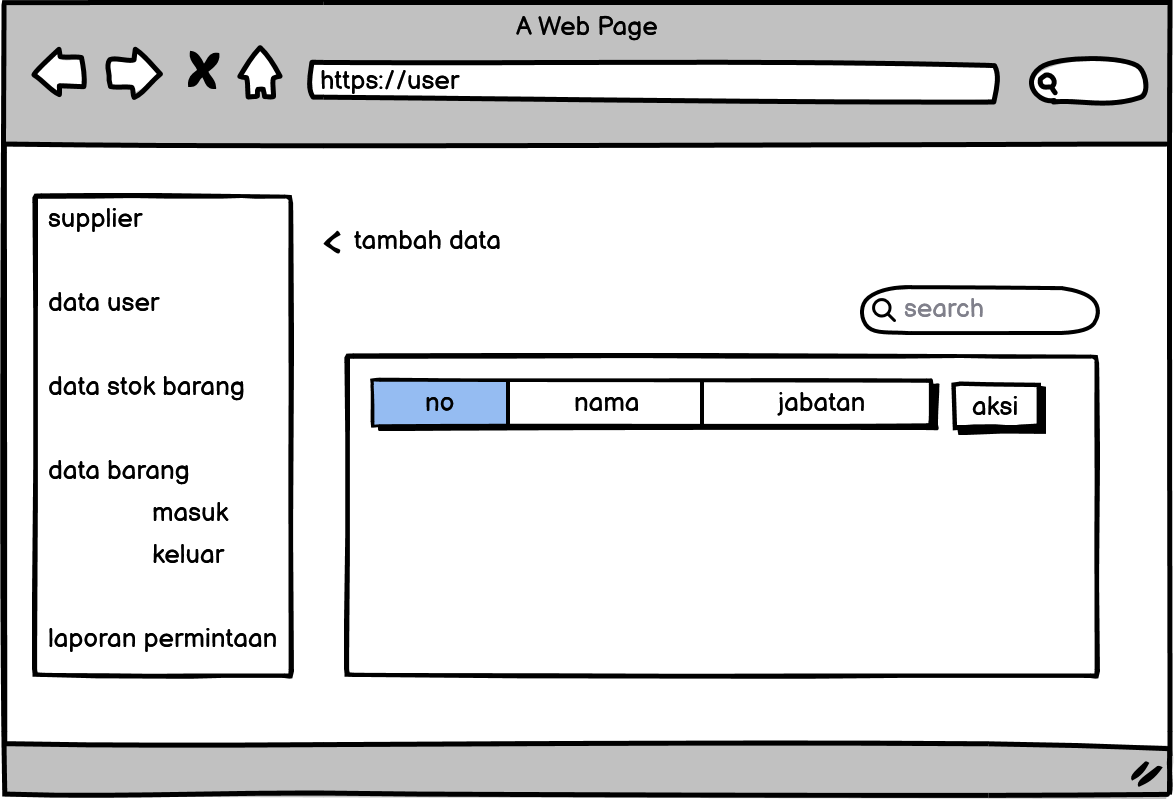 A Web Page
https://user
supplier
data user
data stok barang
data barang
masuk
keluar
laporan permintaan
tambah data
search
no nama jabatan aksi